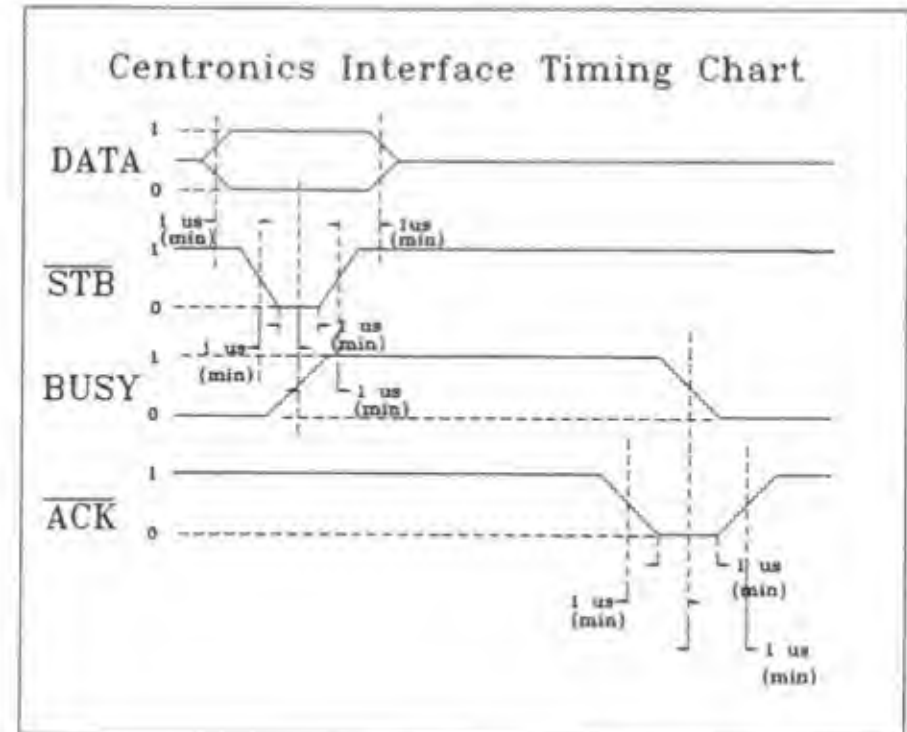 Centronics Interface Timing Chart
1
DATA
0
1 us
(min)
1us
(min)
1
STB
0
1 us
(min)
1 us
(min)
1
BUSY
0
1 us
(min)
1
ACK
0
1 us
(min)
1 us
(min)
1 us
(min)